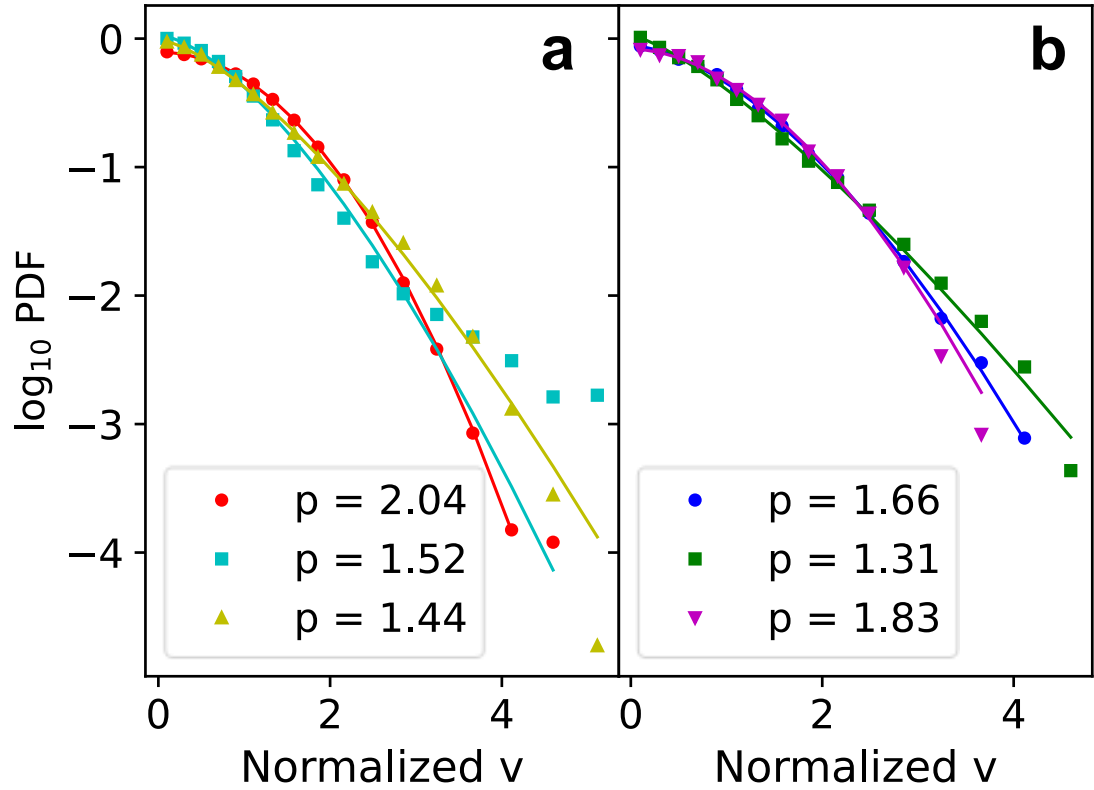 a
b
0
−1
−2
−3
−4
log₁₀ PDF
p = 2.04
p = 1.52
p = 1.44
p = 1.66
p = 1.31
p = 1.83
0 2 4
0 2 4
Normalized v
Normalized v